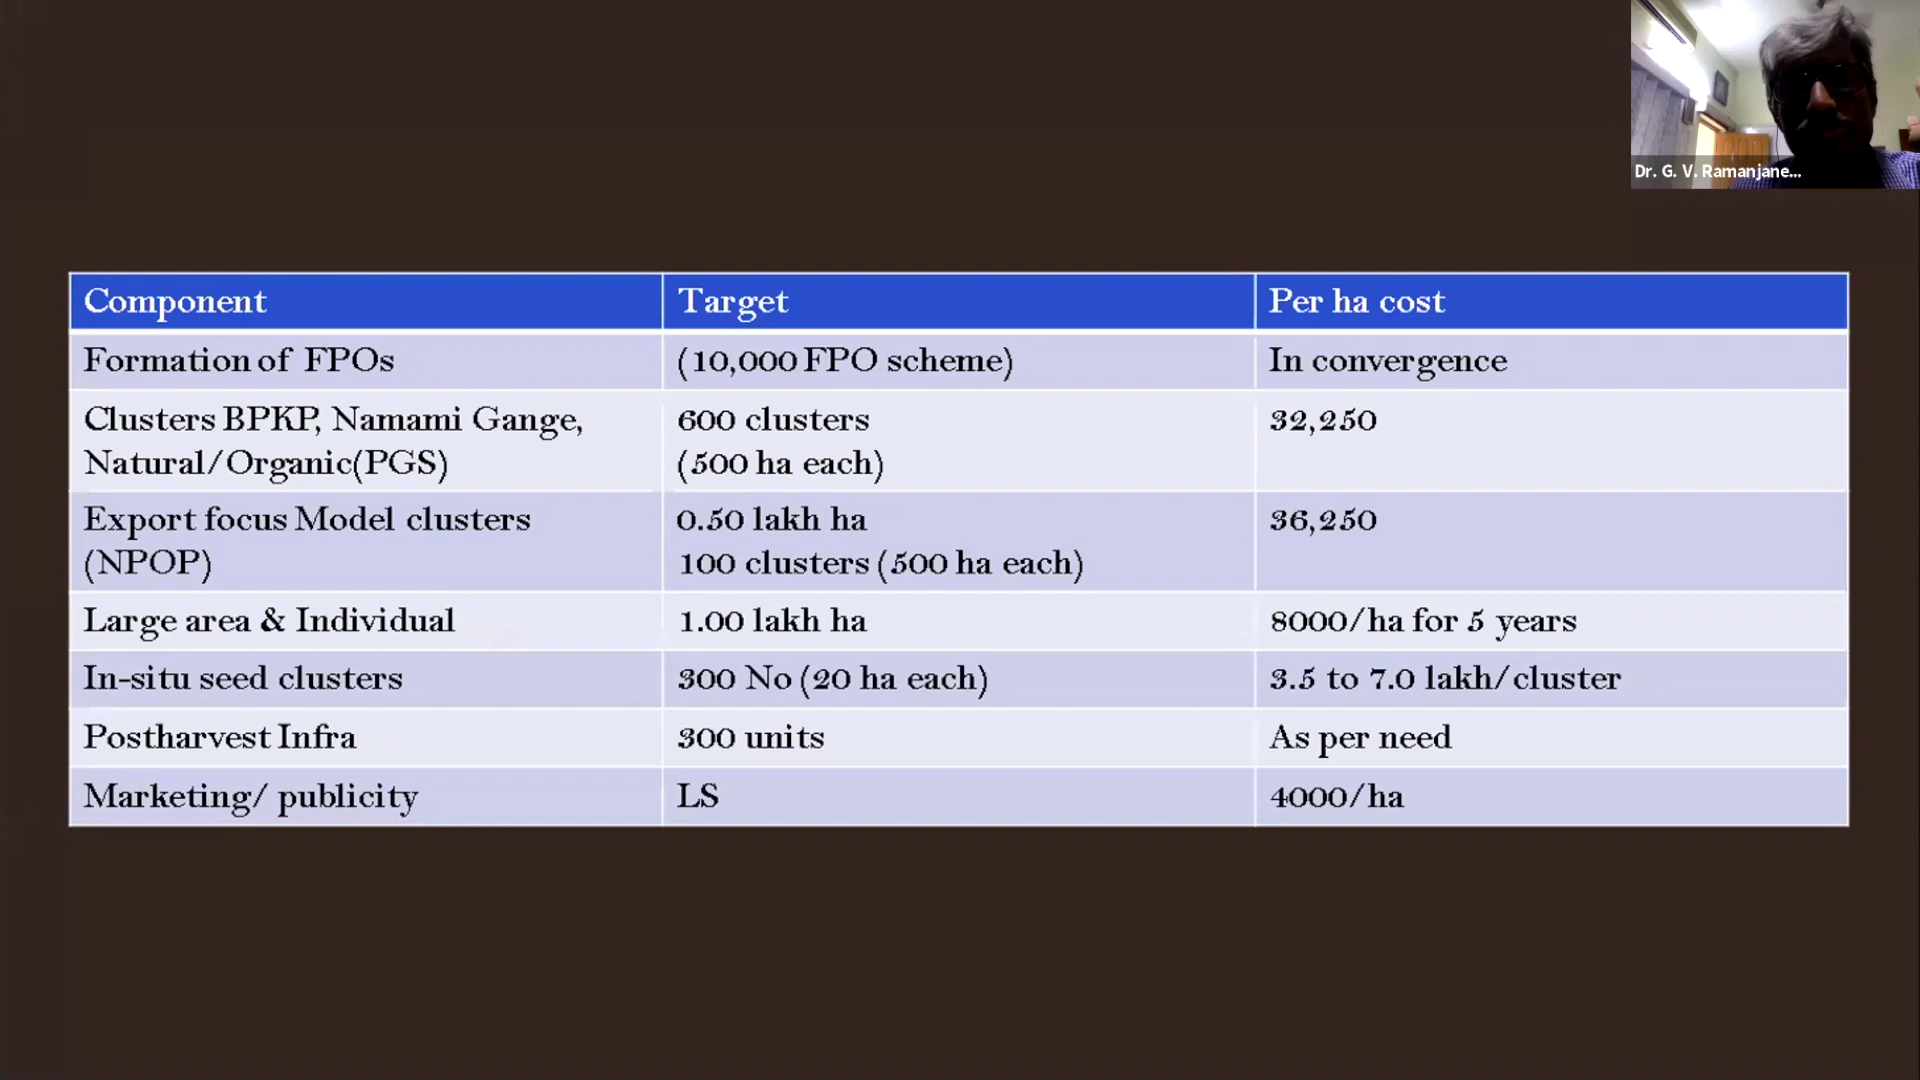 Dr. G. V. Ramanjane...
Component Target Per ha cost
Formation of FPOs (10,000 FPO scheme) In convergence
Clusters BPKP, Namami Gange, 600 clusters 32,250
Natural/Organic(PGS) (500 ha each)
Export focus Model clusters 0.50 lakh ha 36,250
(NPOP) 100 clusters (500 ha each)
Large area & Individual 1.00 lakh ha 8000/ha for 5 years
In-situ seed clusters 300 No (20 ha each) 3.5 to 7.0 lakh/cluster
Postharvest Infra 300 units As per need
Marketing/ publicity LS 4000/ha